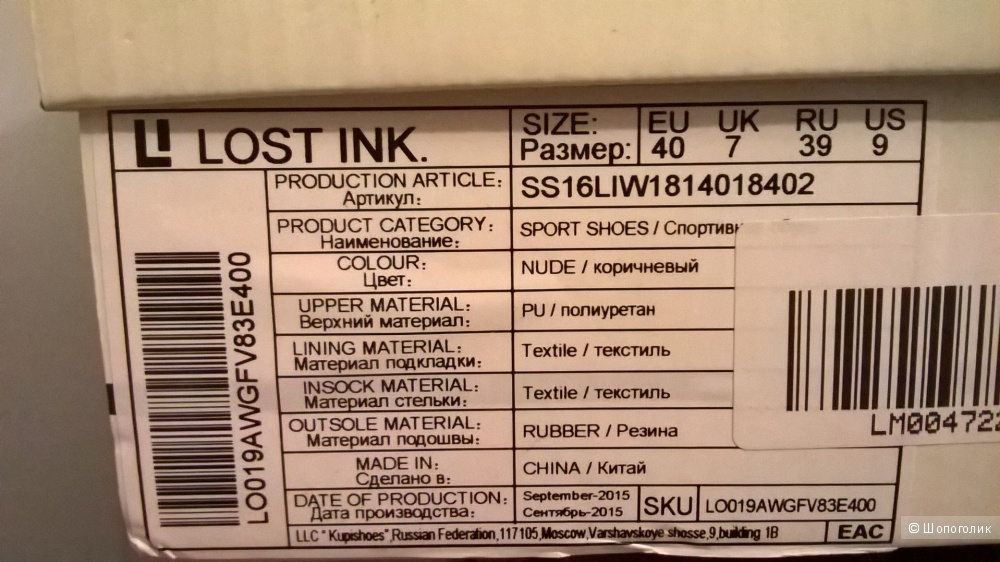 LOST INK.
SIZE: EU UK RU US
Размер: 40 7 39 9
PRODUCTION ARTICLE: SS16LIW1814018402
Артикул:
PRODUCT CATEGORY: SPORT SHOES / Спортивн
Наименование:
COLOUR: NUDE / коричневый
Цвет:
UPPER MATERIAL: PU / полиуретан
Верхний материал:
LINING MATERIAL: Textile / текстиль
Материал подкладки:
INSOCK MATERIAL: Textile / текстиль
Материал стельки:
OUTSOLE MATERIAL: RUBBER / Резина
Материал подошвы:
MADE IN: CHINA / Китай
Сделано в:
DATE OF PRODUCTION: September-2015
Дата производства: Сентябрь-2015
SKU LO019AWGFV83E400
LLC "Kupishoes",Russian Federation,117105,Moscow,Varshavskoye shosse,9,building 1B
EAC
LO019AWGFV83E400
LM004722
© Шопоголик